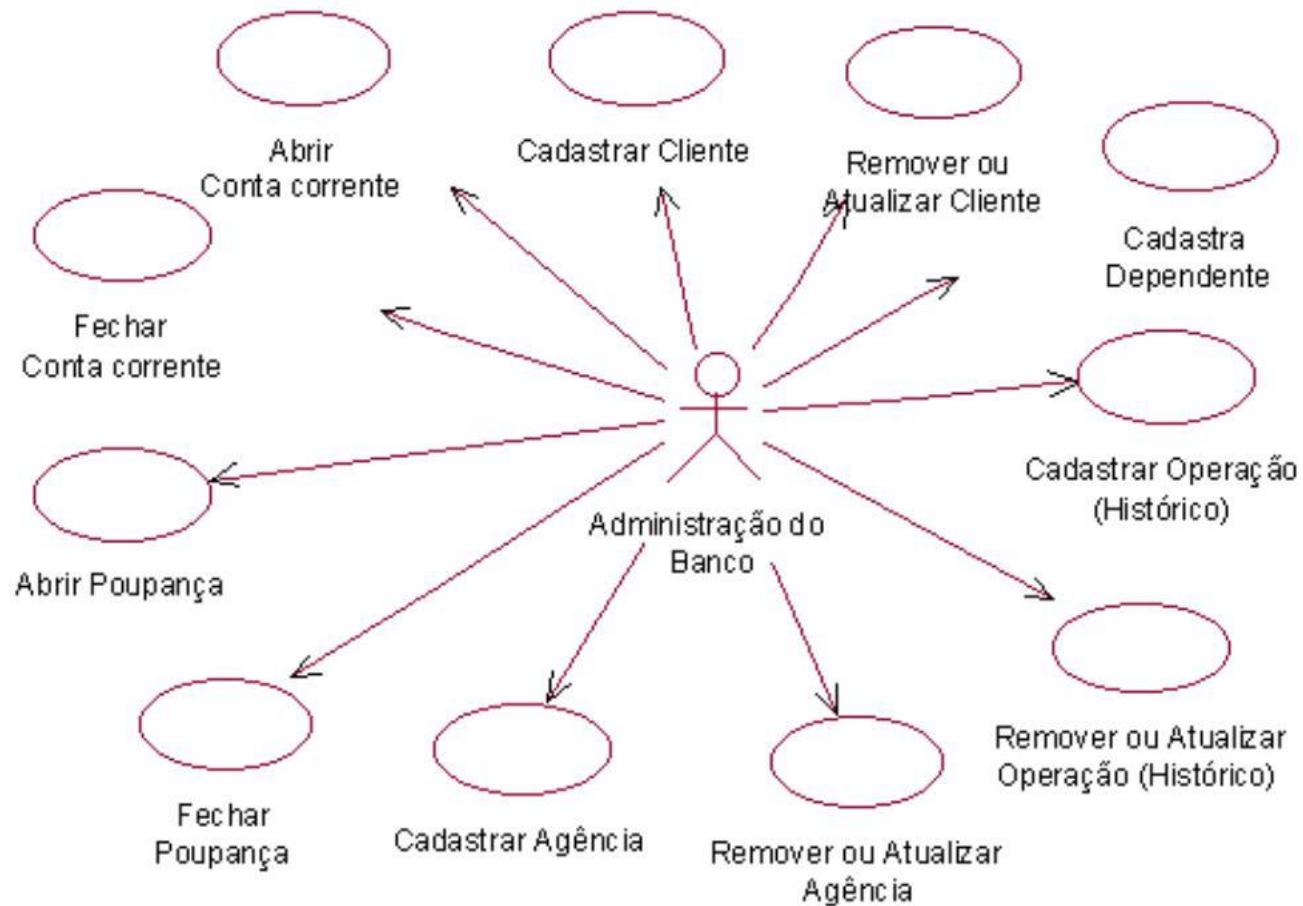 Abrir
Conta corrente
Cadastrar Cliente
Remover ou
Atualizar Cliente
Cadastra
Dependente
Fechar
Conta corrente
Cadastrar Operação
(Histórico)
Administração do
Banco
Abrir Poupança
Remover ou Atualizar
Operação (Histórico)
Fechar
Poupança
Cadastrar Agência
Remover ou Atualizar
Agência